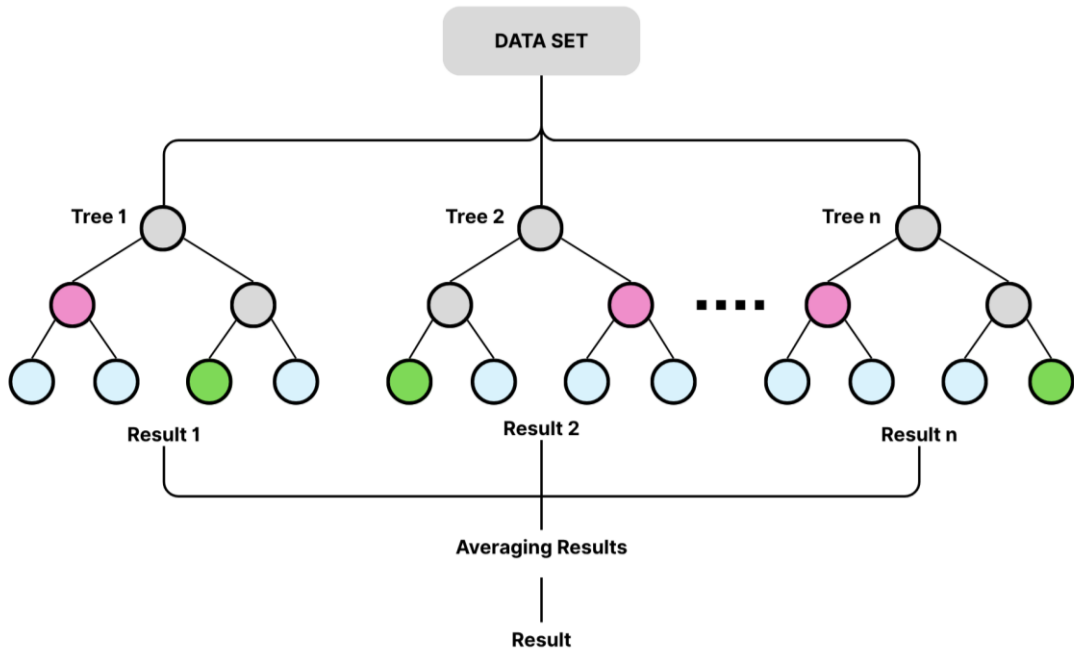 DATA SET
Tree 1
Tree 2
Tree n
Result 1
Result 2
Result n
Averaging Results
Result